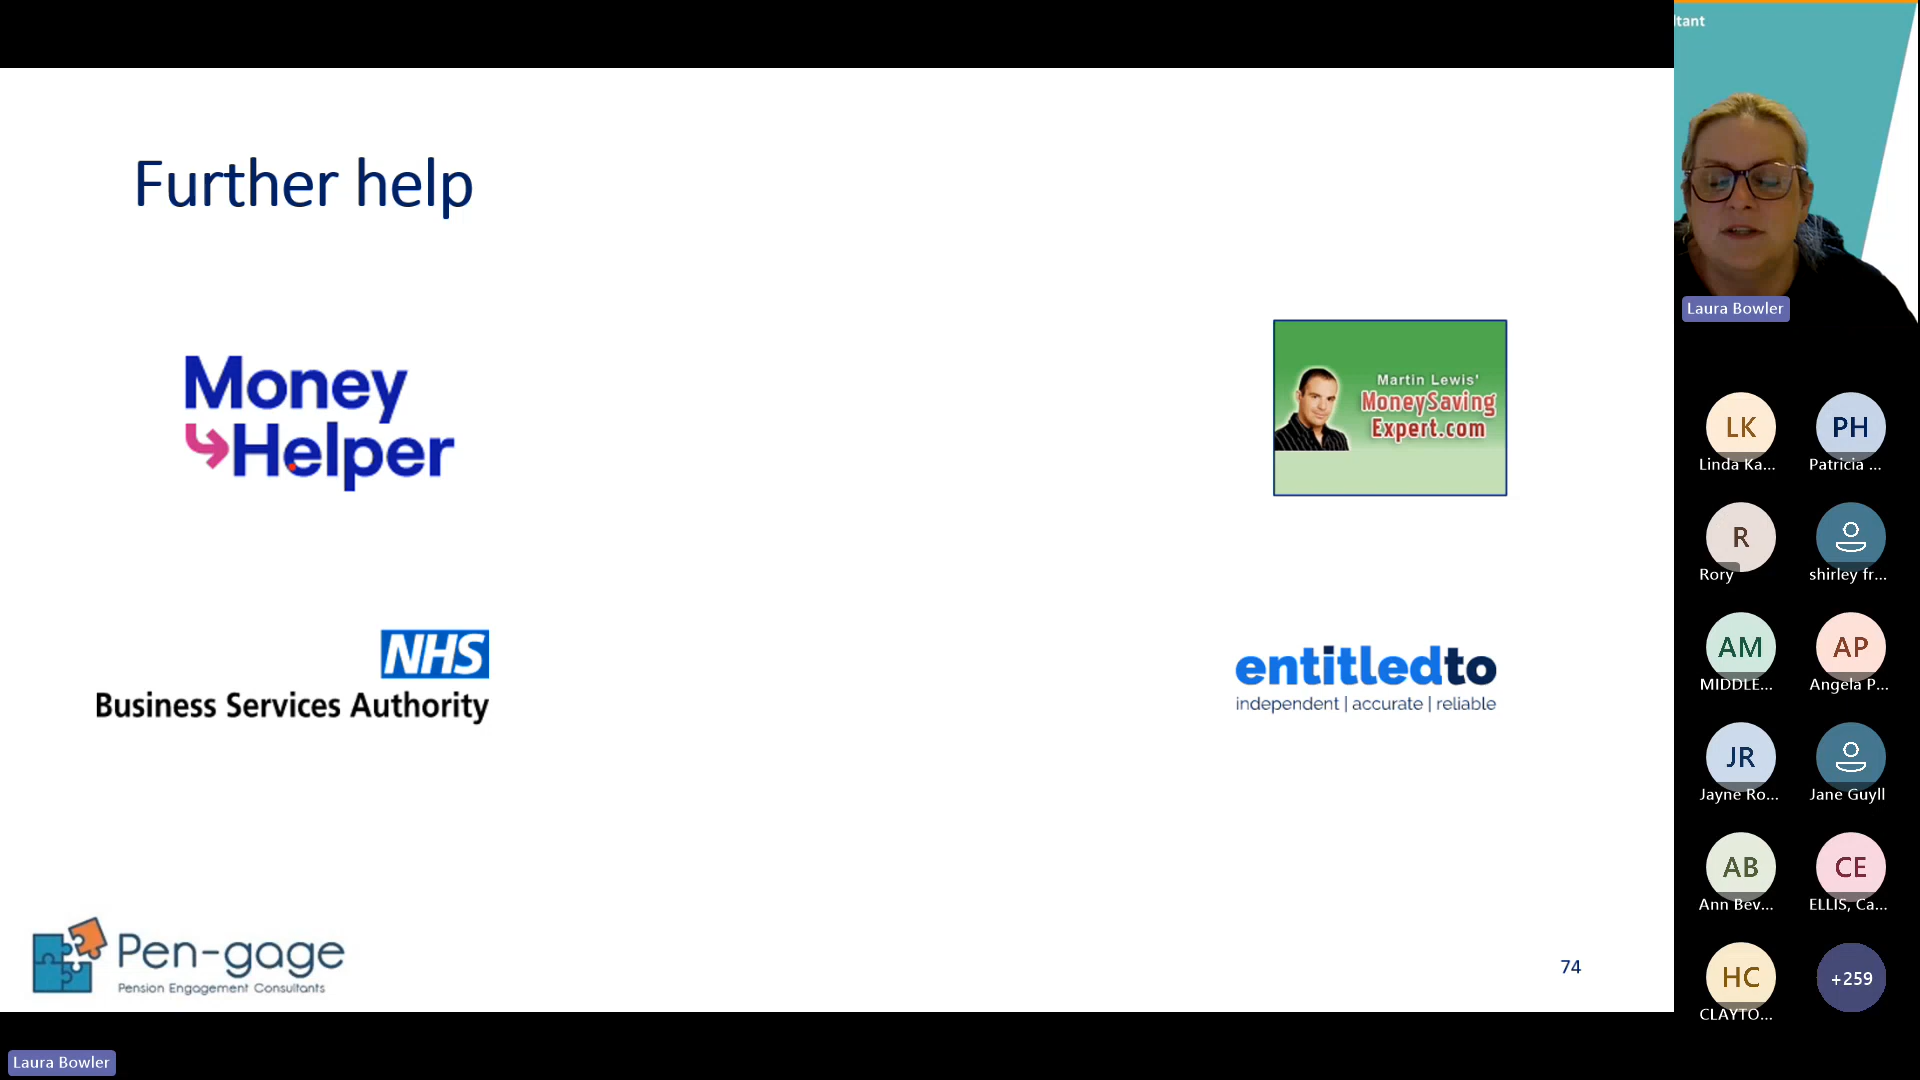 tant
Further help
Money
Helper
Martin Lewis'
MoneySaving
Expert.com
NHS
Business Services Authority
entitledto
independent | accurate | reliable
Pen-gage
Pension Engagement Consultants
74
Laura Bowler
Laura Bowler
LK
Linda Ka...
PH
Patricia ...
R
Rory
shirley fr...
AM
MIDDLE...
AP
Angela P...
JR
Jayne Ro...
Jane Guyll
AB
Ann Bev...
CE
ELLIS, Ca...
HC
CLAYTO...
+259